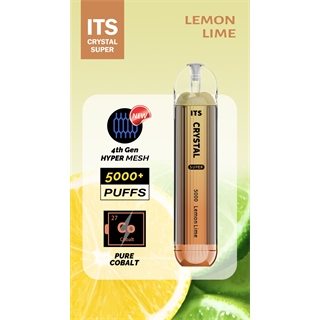 ITS
CRYSTAL
SUPER
LEMON
LIME
NEW
4th Gen
HYPER MESH
5000+
PUFFS
27
Co
Cobalt
PURE
COBALT
ITS
CRYSTAL
SUPER
5000 Lemon Lime